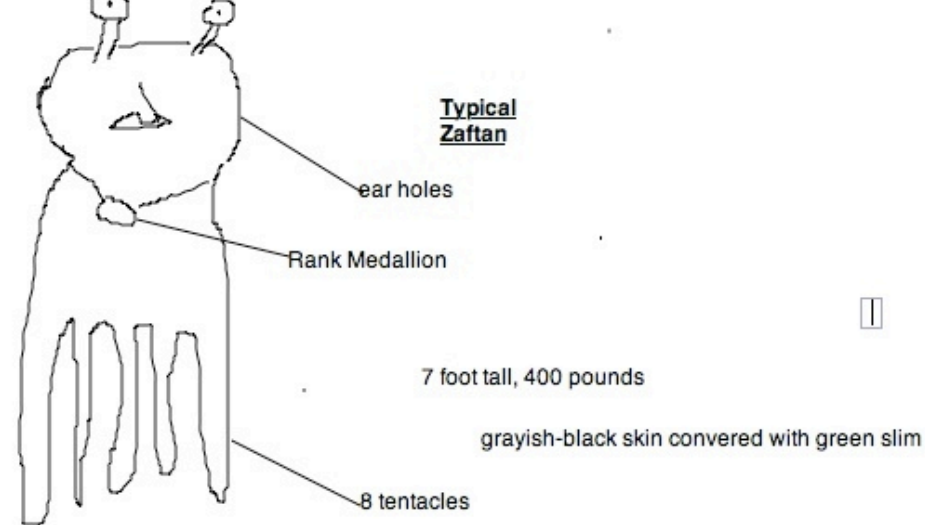 Typical
Zaftan
ear holes
Rank Medallion
7 foot tall, 400 pounds
grayish-black skin convered with green slim
8 tentacles